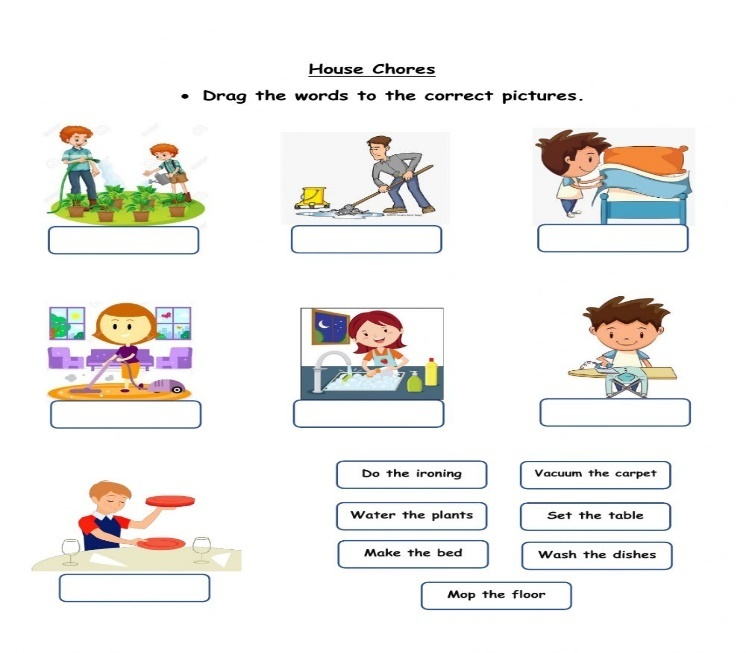 House Chores
• Drag the words to the correct pictures.
Do the ironing
Vacuum the carpet
Water the plants
Set the table
Make the bed
Wash the dishes
Mop the floor